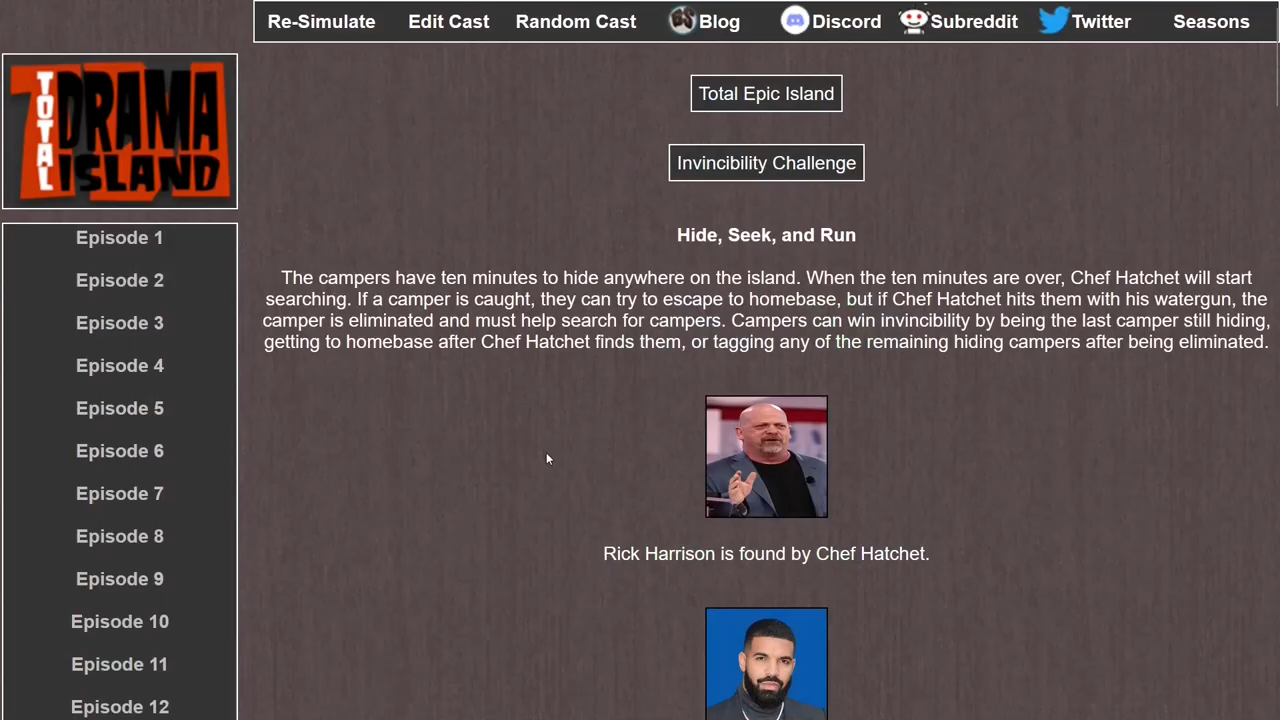 Re-Simulate Edit Cast Random Cast Blog Discord Subreddit Twitter Seasons
TOTAL DRAMA ISLAND
Episode 1
Episode 2
Episode 3
Episode 4
Episode 5
Episode 6
Episode 7
Episode 8
Episode 9
Episode 10
Episode 11
Episode 12
Total Epic Island
Invincibility Challenge
Hide, Seek, and Run
The campers have ten minutes to hide anywhere on the island. When the ten minutes are over, Chef Hatchet will start
searching. If a camper is caught, they can try to escape to homebase, but if Chef Hatchet hits them with his watergun, the
camper is eliminated and must help search for campers. Campers can win invincibility by being the last camper still hiding,
getting to homebase after Chef Hatchet finds them, or tagging any of the remaining hiding campers after being eliminated.
Rick Harrison is found by Chef Hatchet.